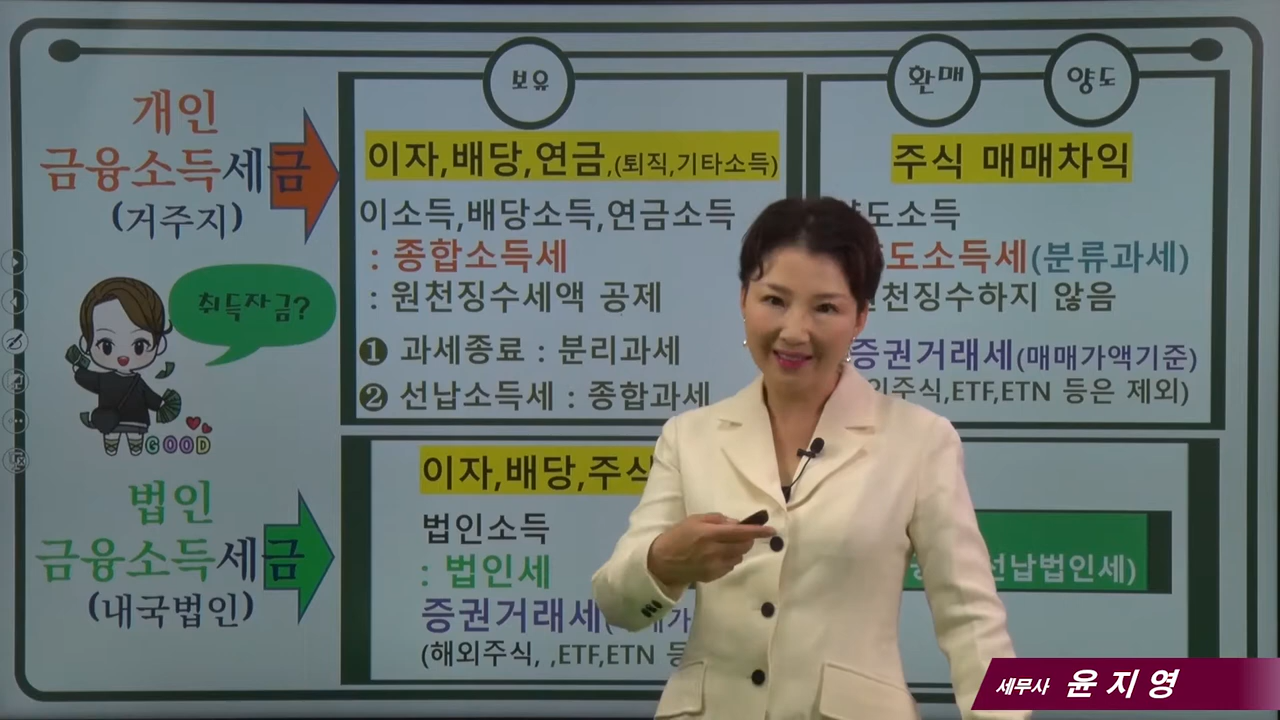 보유
환매
양도
개인
금융소득세금
(거주지)
이자,배당,연금,(퇴직,기타소득)
이소득,배당소득,연금소득
: 종합소득세
: 원천징수세액 공제
❶ 과세종료 : 분리과세
❷ 선납소득세 : 종합과세
주식 매매차익
양도소득
도소득세(분류과세)
천징수하지 않음
증권거래세(매매가액기준)
외주식,ETF,ETN 등은 제외)
취득자금?
GOOD
법인
금융소득세금
(내국법인)
이자,배당,주식
법인소득
: 법인세
증권거래세(
(해외주식, ,ETF,ETN 등
선납법인세)
세무사 윤지영